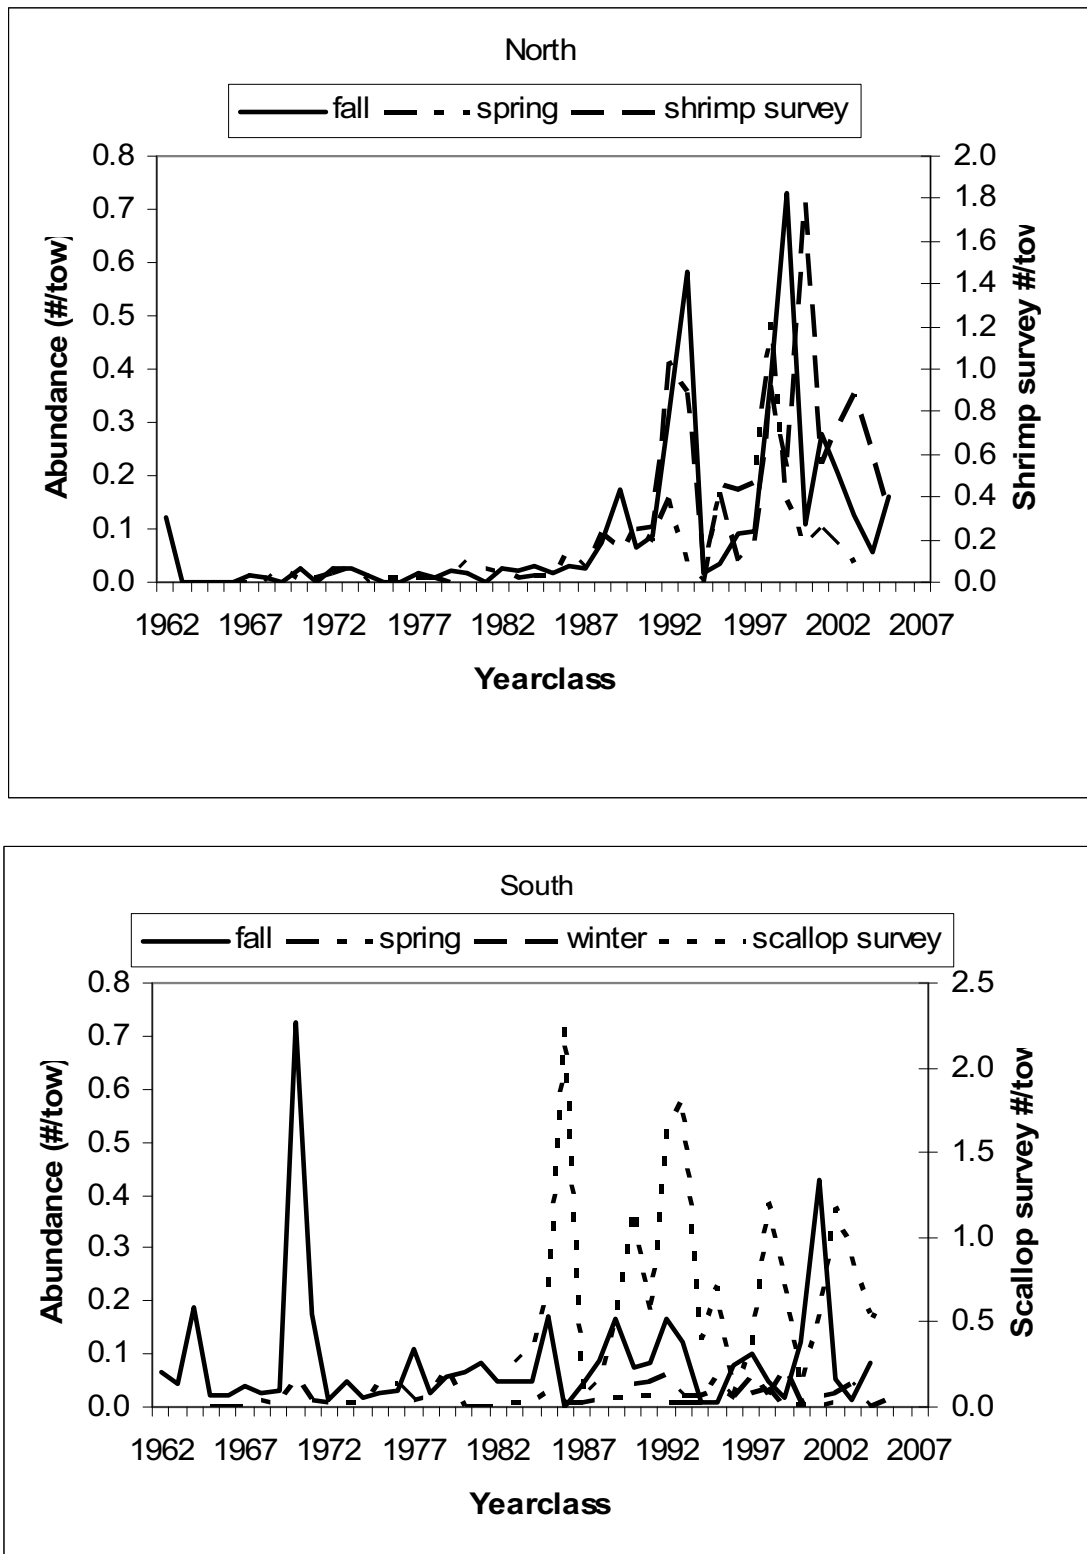 North
fall spring shrimp survey
0.8 2.0
0.7 1.8
0.6 1.6
0.5 1.4
0.4 1.2
0.3 1.0
0.2 0.8
0.1 0.6
0.0 0.4
0.2
0.0
Abundance (#/tow)
Shrimp survey #/tow
1962 1967 1972 1977 1982 1987 1992 1997 2002 2007
Yearclass
South
fall spring winter scallop survey
0.8 2.5
0.7 2.0
0.6 1.5
0.5 1.0
0.4 0.5
0.3 0.0
0.2
0.1
0.0
Abundance (#/tow)
Scallop survey #/tow
1962 1967 1972 1977 1982 1987 1992 1997 2002 2007
Yearclass